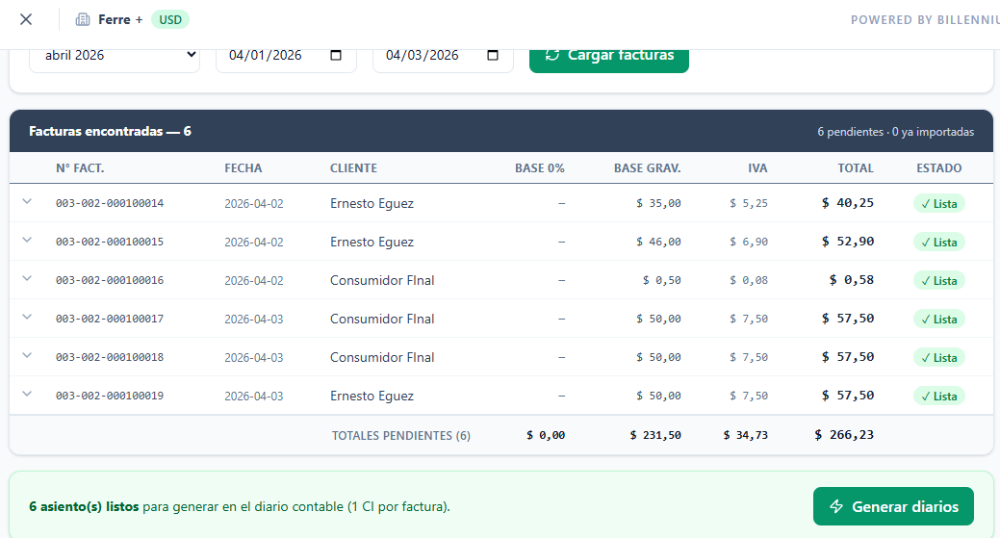 Ferre + USD POWERED BY BILLENNIU
abril 2026 04/01/2026 04/03/2026 Cargar facturas
Facturas encontradas — 6 6 pendientes · 0 ya importadas
N° FACT. FECHA CLIENTE BASE 0% BASE GRAV. IVA TOTAL ESTADO
003-002-000100014 2026-04-02 Ernesto Eguez — $ 35,00 $ 5,25 $ 40,25 ✓ Lista
003-002-000100015 2026-04-02 Ernesto Eguez — $ 46,00 $ 6,90 $ 52,90 ✓ Lista
003-002-000100016 2026-04-02 Consumidor FInal — $ 0,50 $ 0,08 $ 0,58 ✓ Lista
003-002-000100017 2026-04-03 Consumidor FInal — $ 50,00 $ 7,50 $ 57,50 ✓ Lista
003-002-000100018 2026-04-03 Consumidor FInal — $ 50,00 $ 7,50 $ 57,50 ✓ Lista
003-002-000100019 2026-04-03 Ernesto Eguez — $ 50,00 $ 7,50 $ 57,50 ✓ Lista
TOTALES PENDIENTES (6) $ 0,00 $ 231,50 $ 34,73 $ 266,23
6 asiento(s) listos para generar en el diario contable (1 CI por factura). Generar diarios